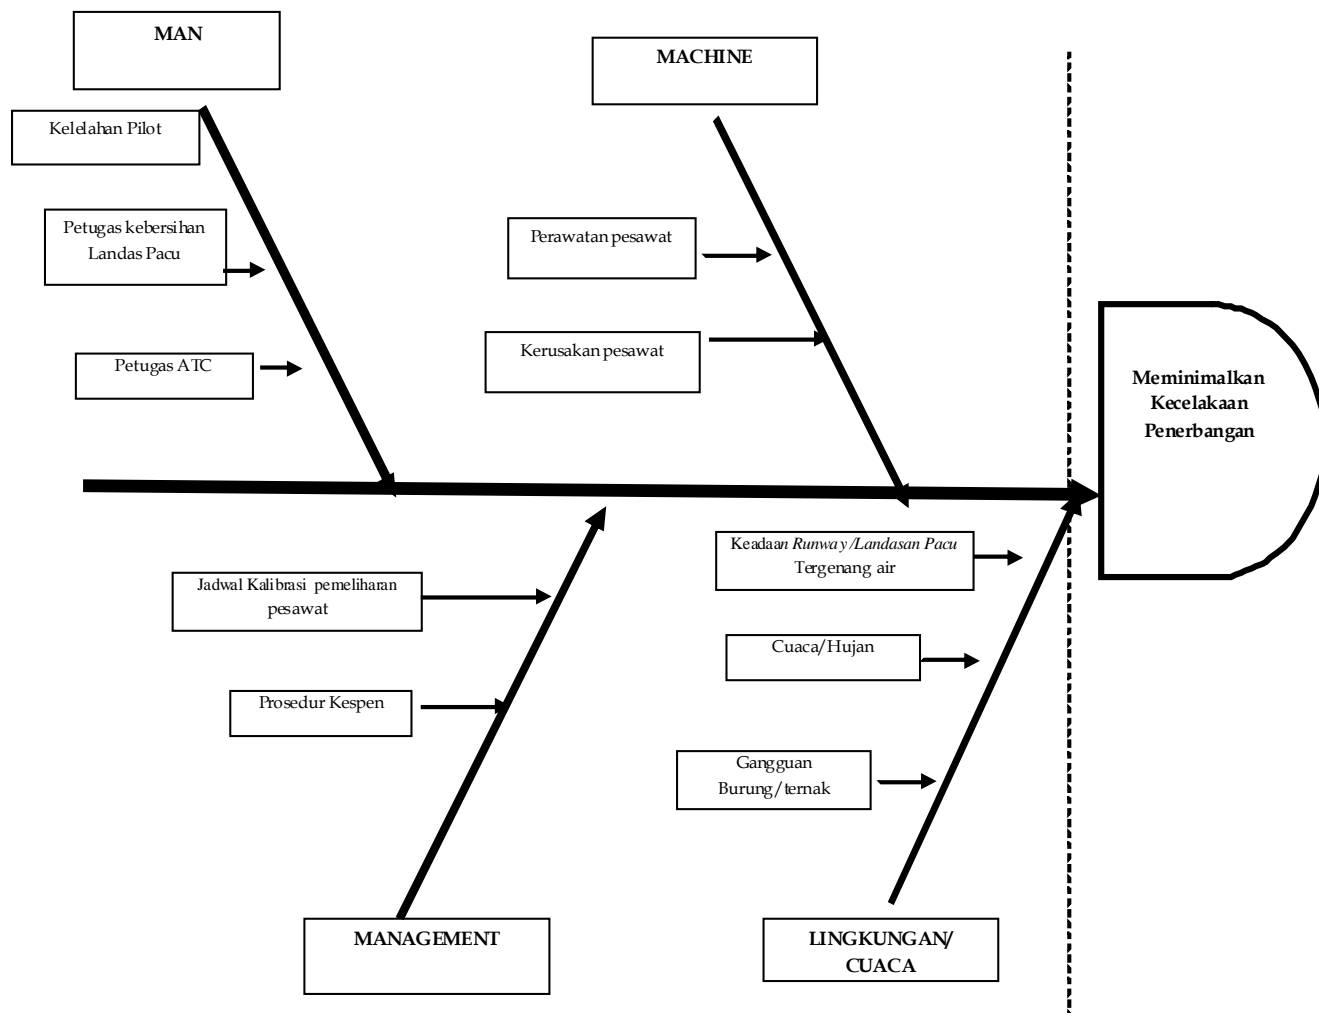 MAN
MACHINE
Kelelahan Pilot
Petugas kebersihan
Landas Pacu
Perawatan pesawat
Kerusakan pesawat
Petugas ATC
Meminimalkan
Kecelakaan
Penerbangan
Keadaan Runway/Landasan Pacu
Tergenang air
Jadwal Kalibrasi pemeliharan
pesawat
Cuaca/Hujan
Prosedur Kespen
Gangguan
Burung/ternak
MANAGEMENT
LINGKUNGAN/
CUACA